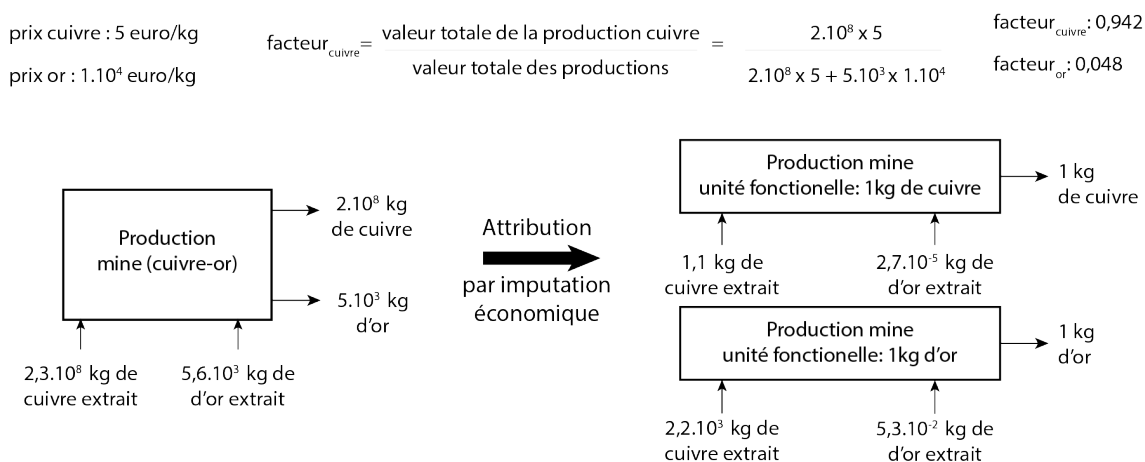 prix cuivre : 5 euro/kg
prix or : 1.10⁴ euro/kg
facteur_cuivre = valeur totale de la production cuivre / valeur totale des productions = 2.10⁸ x 5 / 2.10⁸ x 5 + 5.10³ x 1.10⁴
facteur_cuivre: 0,942
facteur_or: 0,048
Production
mine (cuivre-or)
2.10⁸ kg
de cuivre
5.10³ kg
d'or
2,3.10⁸ kg de
cuivre extrait
5,6.10³ kg de
d'or extrait
Attribution
par imputation
économique
Production mine
unité fonctionelle: 1kg de cuivre
1 kg
de cuivre
1,1 kg de
cuivre extrait
2,7.10⁻⁵ kg de
d'or extrait
Production mine
unité fonctionelle: 1kg d'or
1 kg
d'or
2,2.10³ kg de
cuivre extrait
5,3.10⁻² kg de
d'or extrait